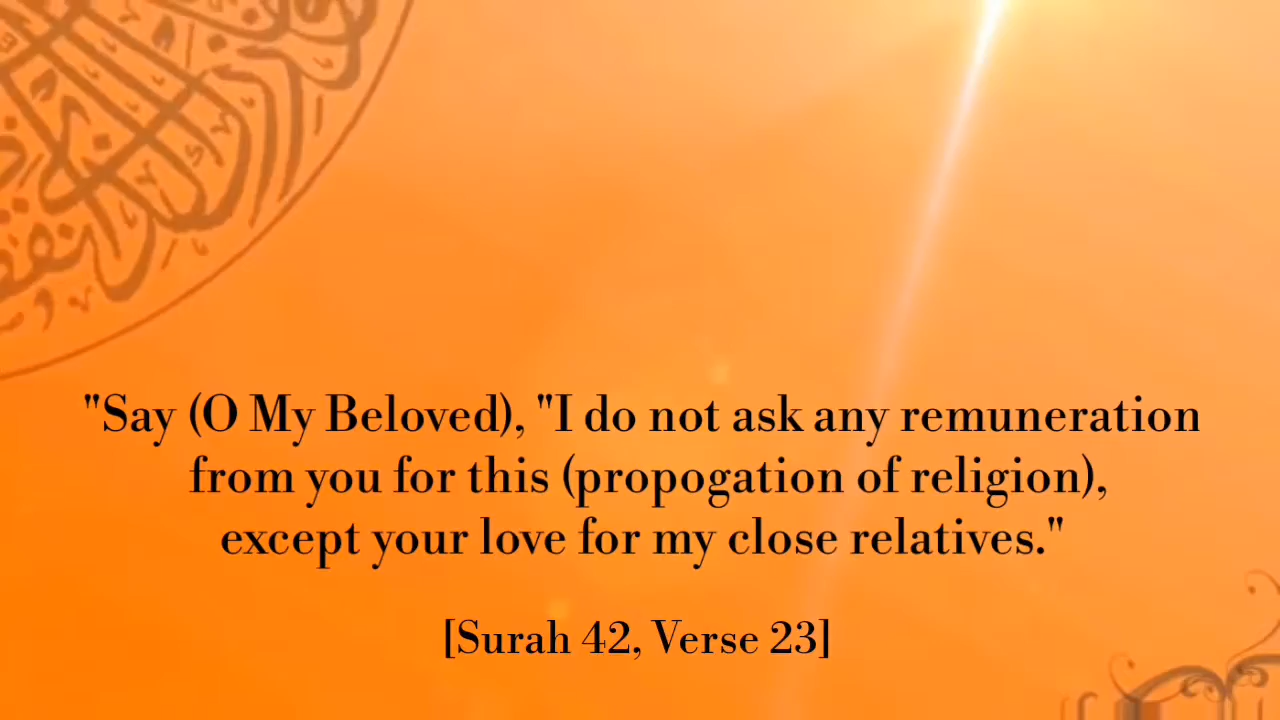 "Say (O My Beloved), "I do not ask any remuneration
from you for this (propogation of religion),
except your love for my close relatives."
[Surah 42, Verse 23]